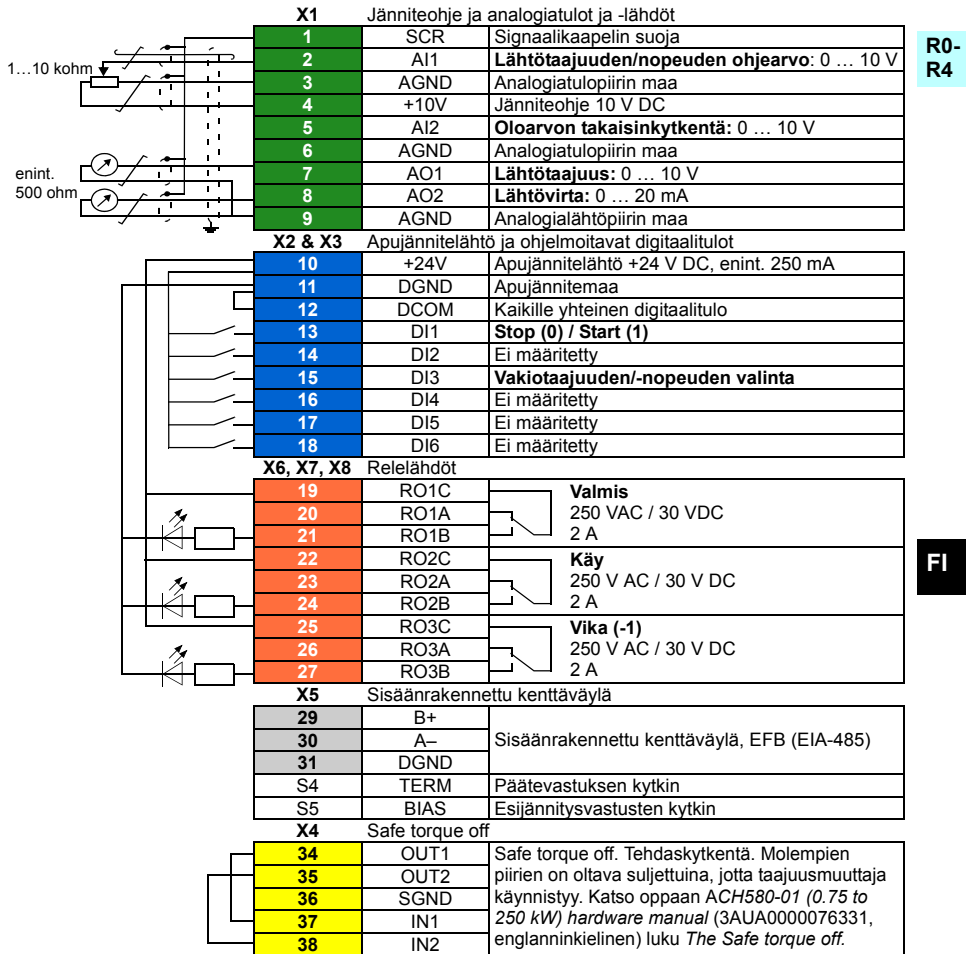 X1 Jänniteohje ja analogiatulot ja -lähdöt
1 SCR Signaalikaapelin suoja
R0-
R4
2 AI1 Lähtötaajuuden/nopeuden ohjearvo: 0 … 10 V
1…10 kohm
3 AGND Analogiatulopiirin maa
4 +10V Jänniteohje 10 V DC
5 AI2 Oloarvon takaisinkytkentä: 0 … 10 V
6 AGND Analogiatulopiirin maa
enint.
500 ohm
7 AO1 Lähtötaajuus: 0 … 10 V
8 AO2 Lähtövirta: 0 … 20 mA
9 AGND Analogialähtöpiirin maa
X2 & X3 Apujännitelähtö ja ohjelmoitavat digitaalitulot
10 +24V Apujännitelähtö +24 V DC, enint. 250 mA
11 DGND Apujännitemaa
12 DCOM Kaikille yhteinen digitaalitulo
13 DI1 Stop (0) / Start (1)
14 DI2 Ei määritetty
15 DI3 Vakiotaajuuden/-nopeuden valinta
16 DI4 Ei määritetty
17 DI5 Ei määritetty
18 DI6 Ei määritetty
X6, X7, X8 Relelähdöt
19 RO1C Valmis
20 RO1A 250 VAC / 30 VDC
21 RO1B 2 A
22 RO2C Käy
FI
23 RO2A 250 V AC / 30 V DC
24 RO2B 2 A
25 RO3C Vika (-1)
26 RO3A 250 V AC / 30 V DC
27 RO3B 2 A
X5 Sisäänrakennettu kenttäväylä
29 B+
30 A– Sisäänrakennettu kenttäväylä, EFB (EIA-485)
31 DGND
S4 TERM Päätevastuksen kytkin
S5 BIAS Esijännitysvastusten kytkin
X4 Safe torque off
34 OUT1 Safe torque off. Tehdaskytkentä. Molempien
35 OUT2 piirien on oltava suljettuina, jotta taajuusmuuttaja
36 SGND käynnistyy. Katso oppaan ACH580-01 (0.75 to
37 IN1 250 kW) hardware manual (3AUA0000076331,
38 IN2 englanninkielinen) luku The Safe torque off.